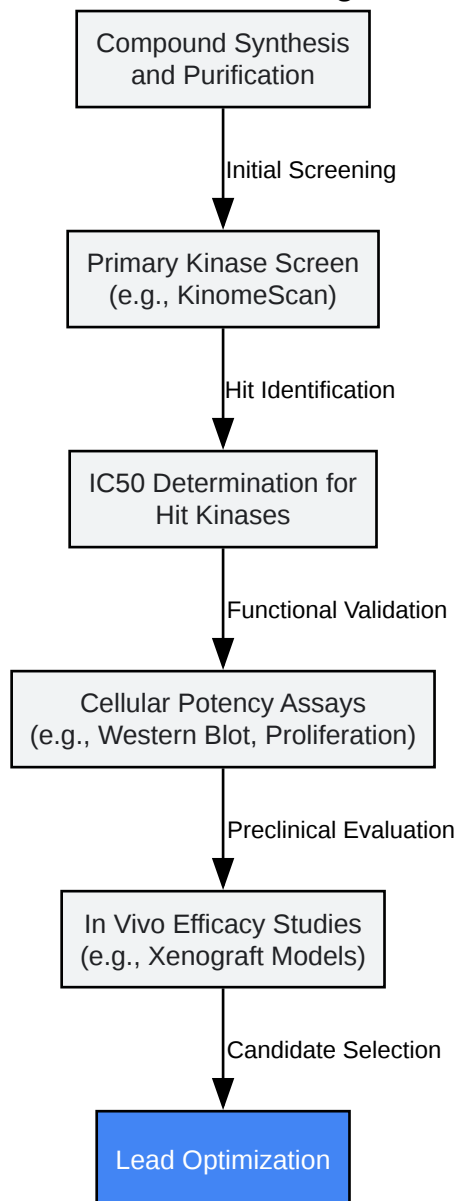 Compound Synthesis
and Purification
Initial Screening
Primary Kinase Screen
(e.g., KinomeScan)
Hit Identification
IC50 Determination for
Hit Kinases
Functional Validation
Cellular Potency Assays
(e.g., Western Blot, Proliferation)
Preclinical Evaluation
In Vivo Efficacy Studies
(e.g., Xenograft Models)
Candidate Selection
Lead Optimization